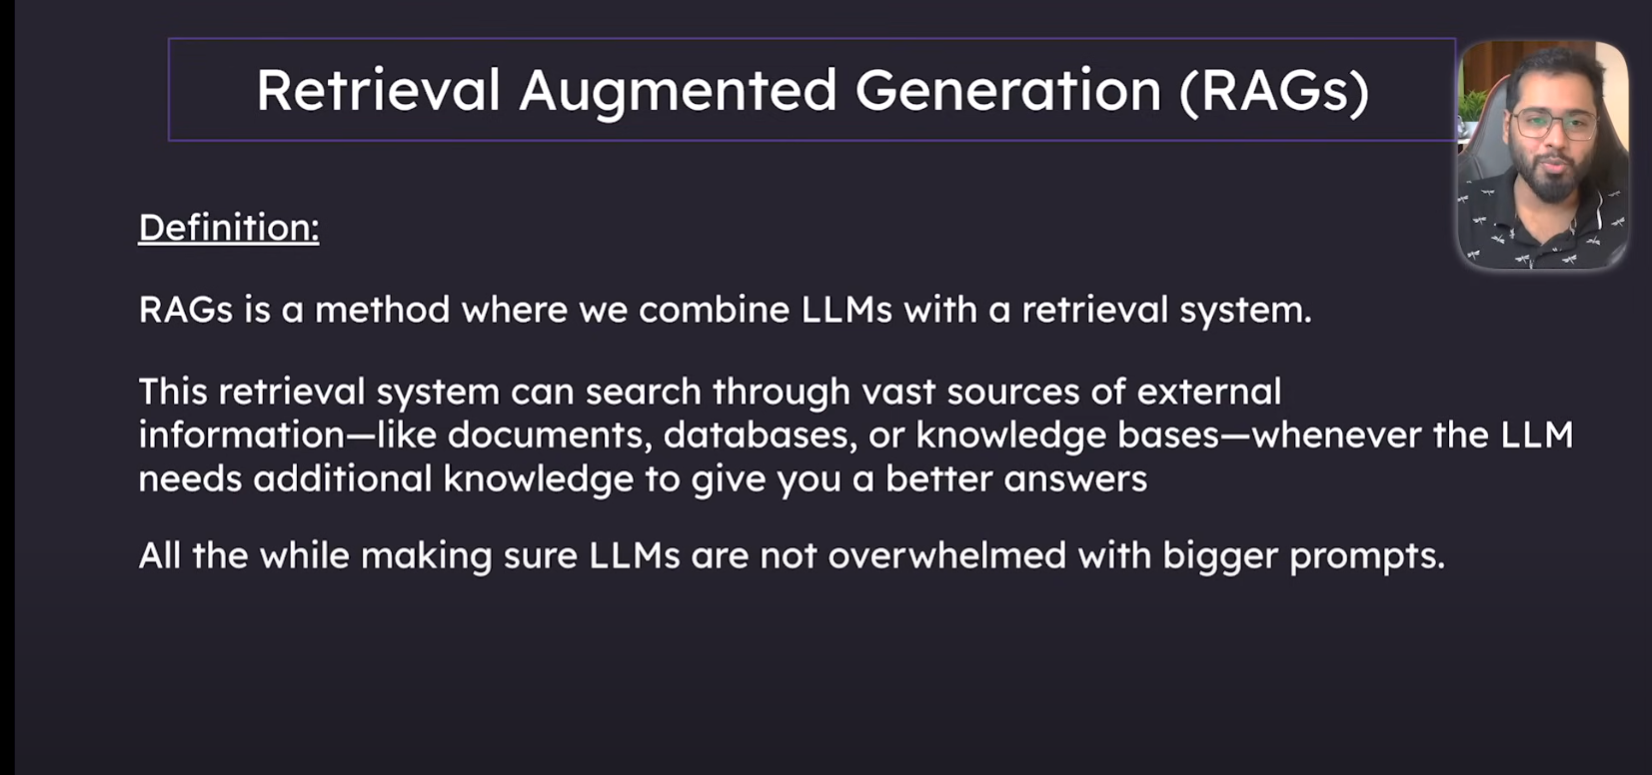 Retrieval Augmented Generation (RAGs)
Definition:
RAGs is a method where we combine LLMs with a retrieval system.
This retrieval system can search through vast sources of external
information—like documents, databases, or knowledge bases—whenever the LLM
needs additional knowledge to give you a better answers
All the while making sure LLMs are not overwhelmed with bigger prompts.